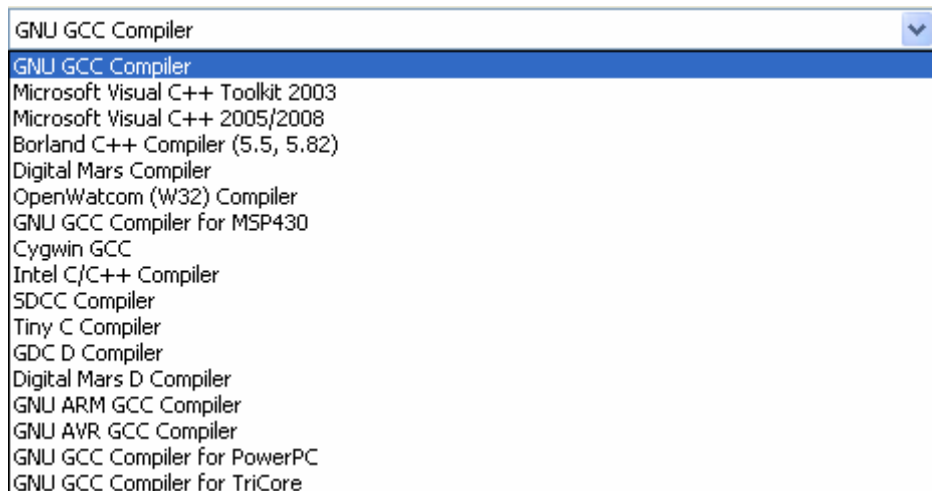 GNU GCC Compiler
GNU GCC Compiler
Microsoft Visual C++ Toolkit 2003
Microsoft Visual C++ 2005/2008
Borland C++ Compiler (5.5, 5.82)
Digital Mars Compiler
OpenWatcom (W32) Compiler
GNU GCC Compiler for MSP430
Cygwin GCC
Intel C/C++ Compiler
SDCC Compiler
Tiny C Compiler
GDC D Compiler
Digital Mars D Compiler
GNU ARM GCC Compiler
GNU AVR GCC Compiler
GNU GCC Compiler for PowerPC
GNU GCC Compiler for TriCore